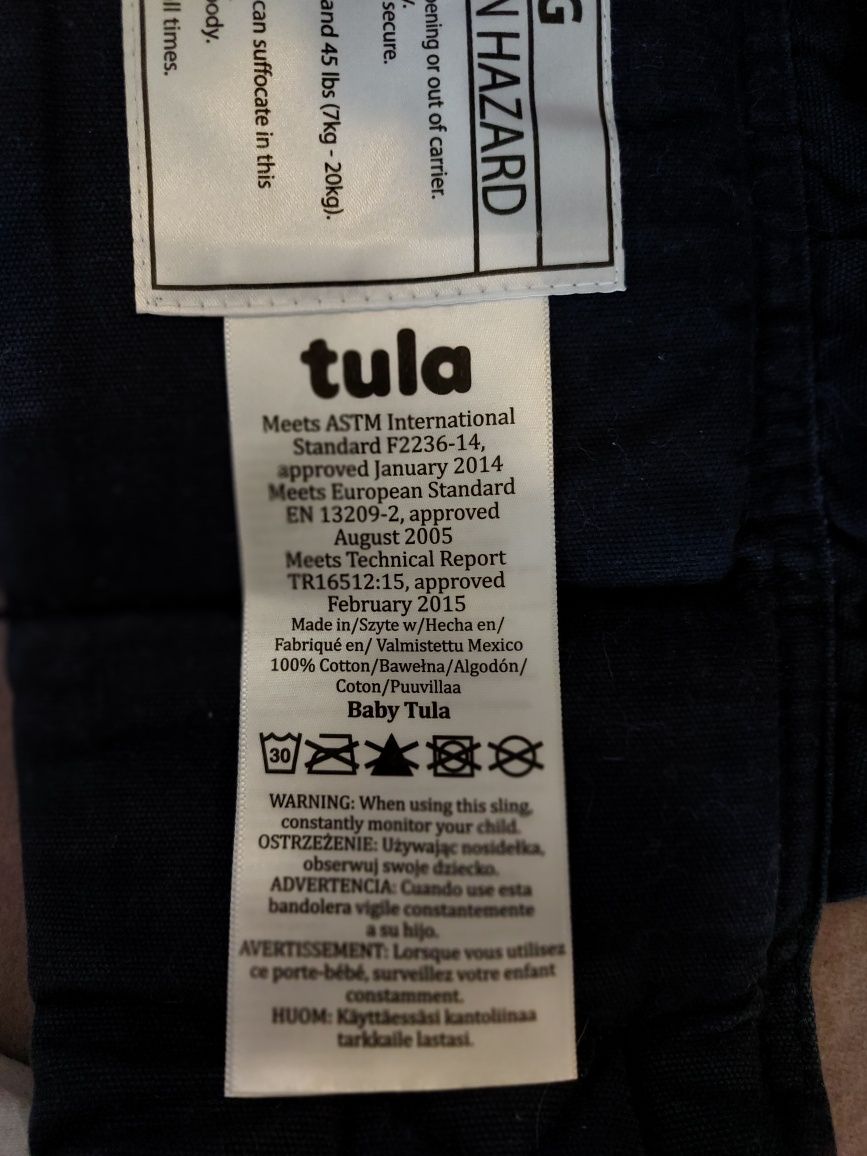 G
N HAZARD
pening or out of carrier.
y.
secure.
and 45 lbs (7kg - 20kg).
can suffocate in this
ody.
ll times.
tula
Meets ASTM International
Standard F2236-14,
approved January 2014
Meets European Standard
EN 13209-2, approved
August 2005
Meets Technical Report
TR16512:15, approved
February 2015
Made in/Szyte w/Hecha en/
Fabriqué en/ Valmistettu Mexico
100% Cotton/Bawełna/Algodón/
Coton/Puuvillaa
Baby Tula
30
WARNING: When using this sling,
constantly monitor your child.
OSTRZEŻENIE: Używając nosidełka,
obserwuj swoje dziecko.
ADVERTENCIA: Cuando use esta
bandolera vigile constantemente
a su hijo.
AVERTISSEMENT: Lorsque vous utilisez
ce porte-bébé, surveillez votre enfant
constamment.
HUOM: Käyttäessäsi kantoliinaa
tarkkaile lastasi.